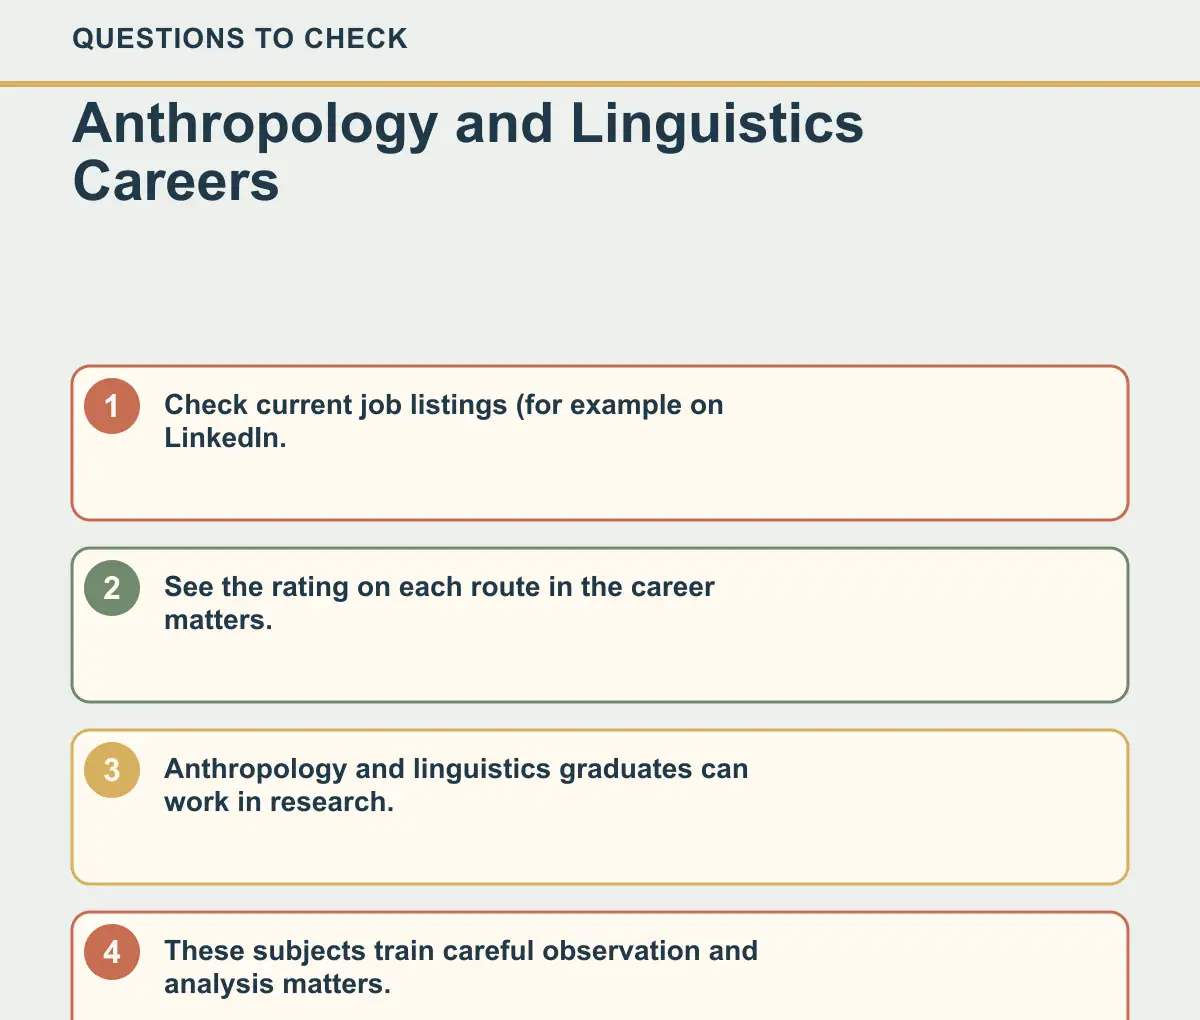 QUESTIONS TO CHECK
Anthropology and Linguistics
Careers
1
Check current job listings (for example on
LinkedIn.
2
See the rating on each route in the career
matters.
3
Anthropology and linguistics graduates can
work in research.
4
These subjects train careful observation and
analysis matters.